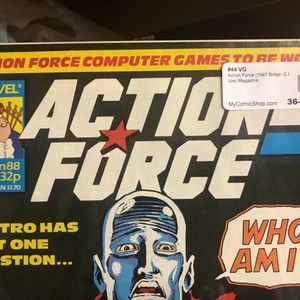 ION FORCE COMPUTER GAMES TO BE WO
#44 VG
Action Force (1987 British G.I.
Joe) Magazine
MyComicShop.com
36-
VEL
ACTION
FORCE
n88
32p
N $1.70
TRO HAS
T ONE
STION...
WHO
AM I